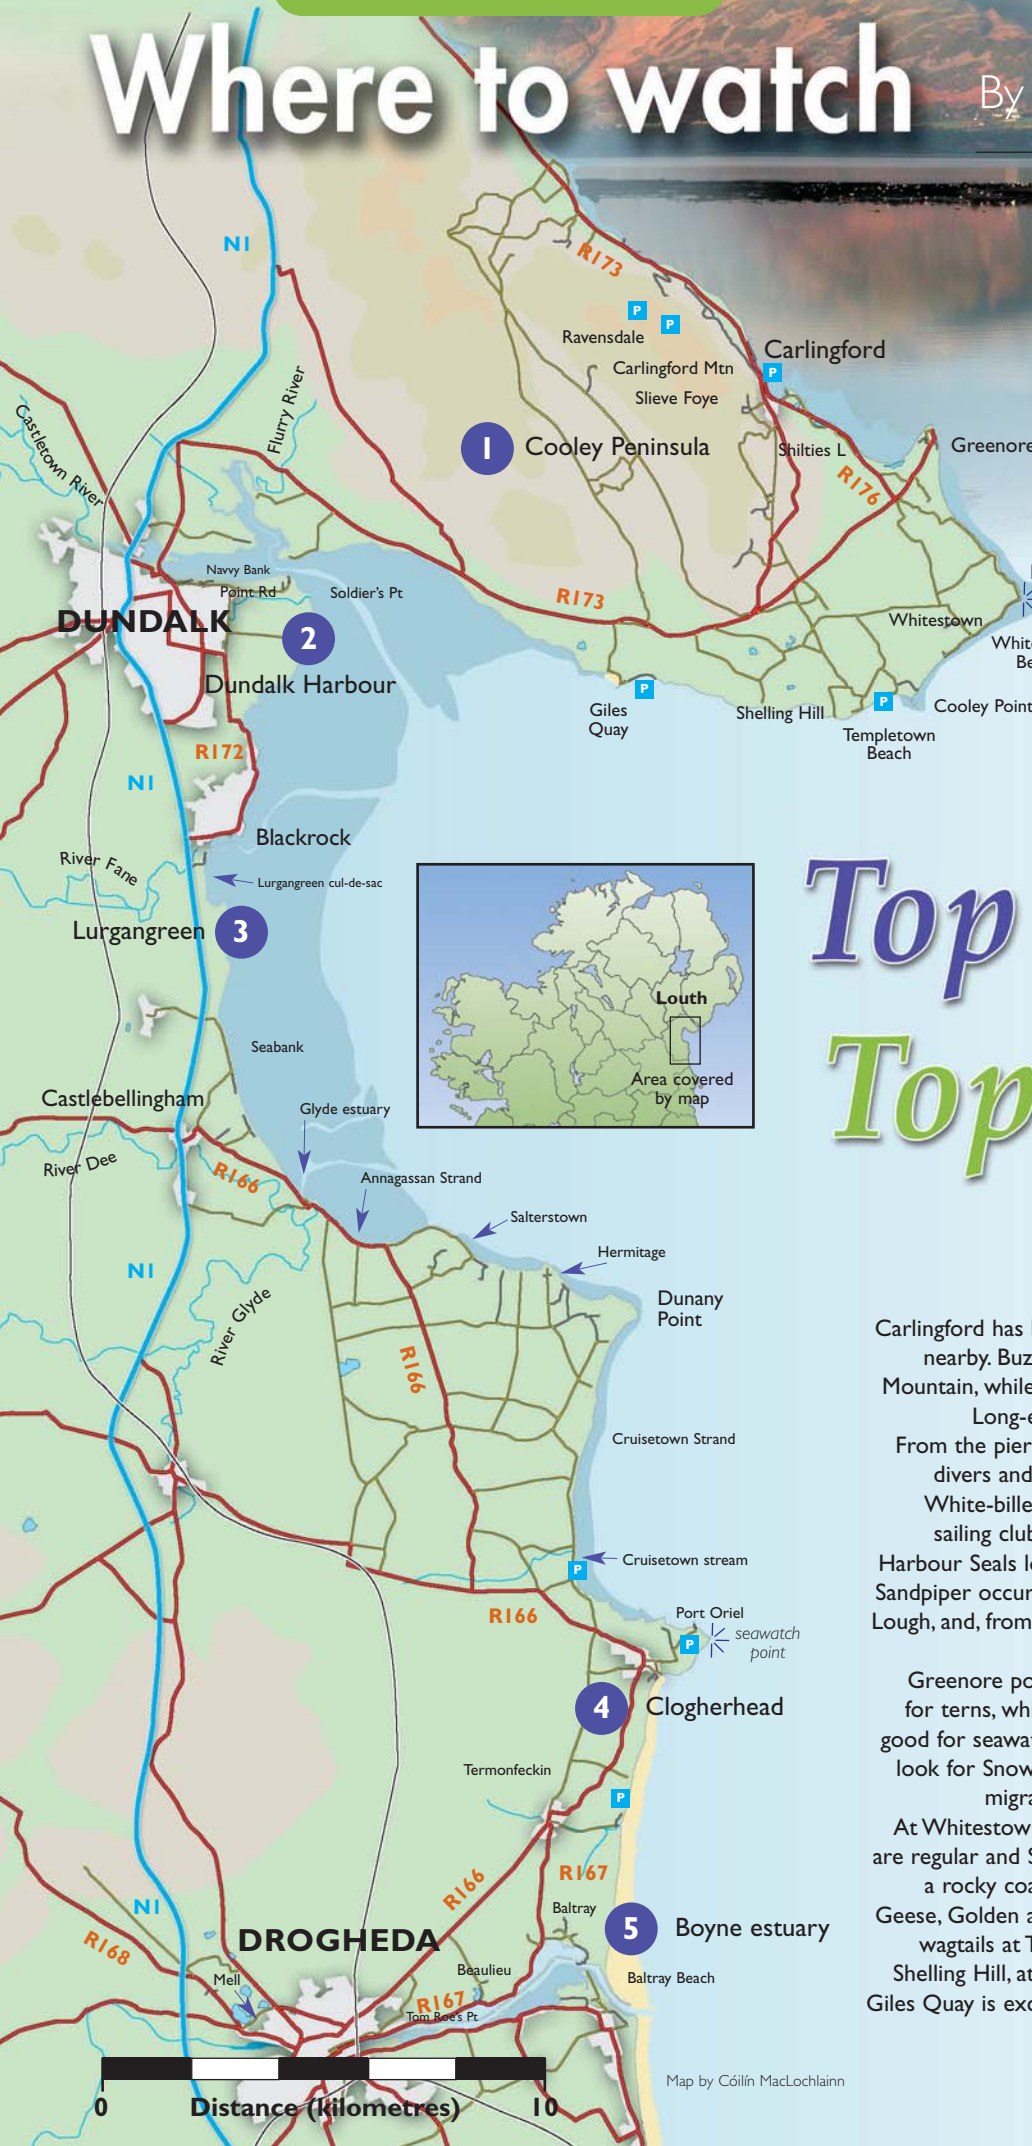 Where to watch
By
N1
R173
Ravensdale
Carlingford
Carlingford Mtn
Slieve Foye
Castletown River
Flurry River
1 Cooley Peninsula
Shilties L
Greenore
R176
Navvy Bank
Point Rd
Soldier's Pt
R173
DUNDALK
2
Dundalk Harbour
Whitestown
Giles
Quay
Shelling Hill
Templetown
Beach
Cooley Point
R172
N1
Blackrock
River Fane
Lurgangreen cul-de-sac
Lurgangreen 3
Louth
Area covered
by map
Top
Top
Seabank
Castlebellingham
Glyde estuary
River Dee
R166
Annagassan Strand
Salterstown
Hermitage
N1
River Glyde
Dunany
Point
R166
Cruisetown Strand
Cruisetown stream
R166
Port Oriel
seawatch
point
4 Clogherhead
Termonfeckin
R166
R167
N1
R168
DROGHEDA
Baltray
5 Boyne estuary
Mell
Beaulieu
Baltray Beach
R167
Tom Roe's Pt
Map by Cóilín MacLochlainn
0 Distance (kilometres) 10
P
P
P
P
P
P
P
P
Carlingford has
nearby. Buz
Mountain, while
Long-e
From the pier
divers and
White-bille
sailing club
Harbour Seals lo
Sandpiper occur
Lough, and, from
Greenore po
for terns, whi
good for seawat
look for Snow
migra
At Whitestow
are regular and S
a rocky coa
Geese, Golden a
wagtails at T
Shelling Hill, at
Giles Quay is exc